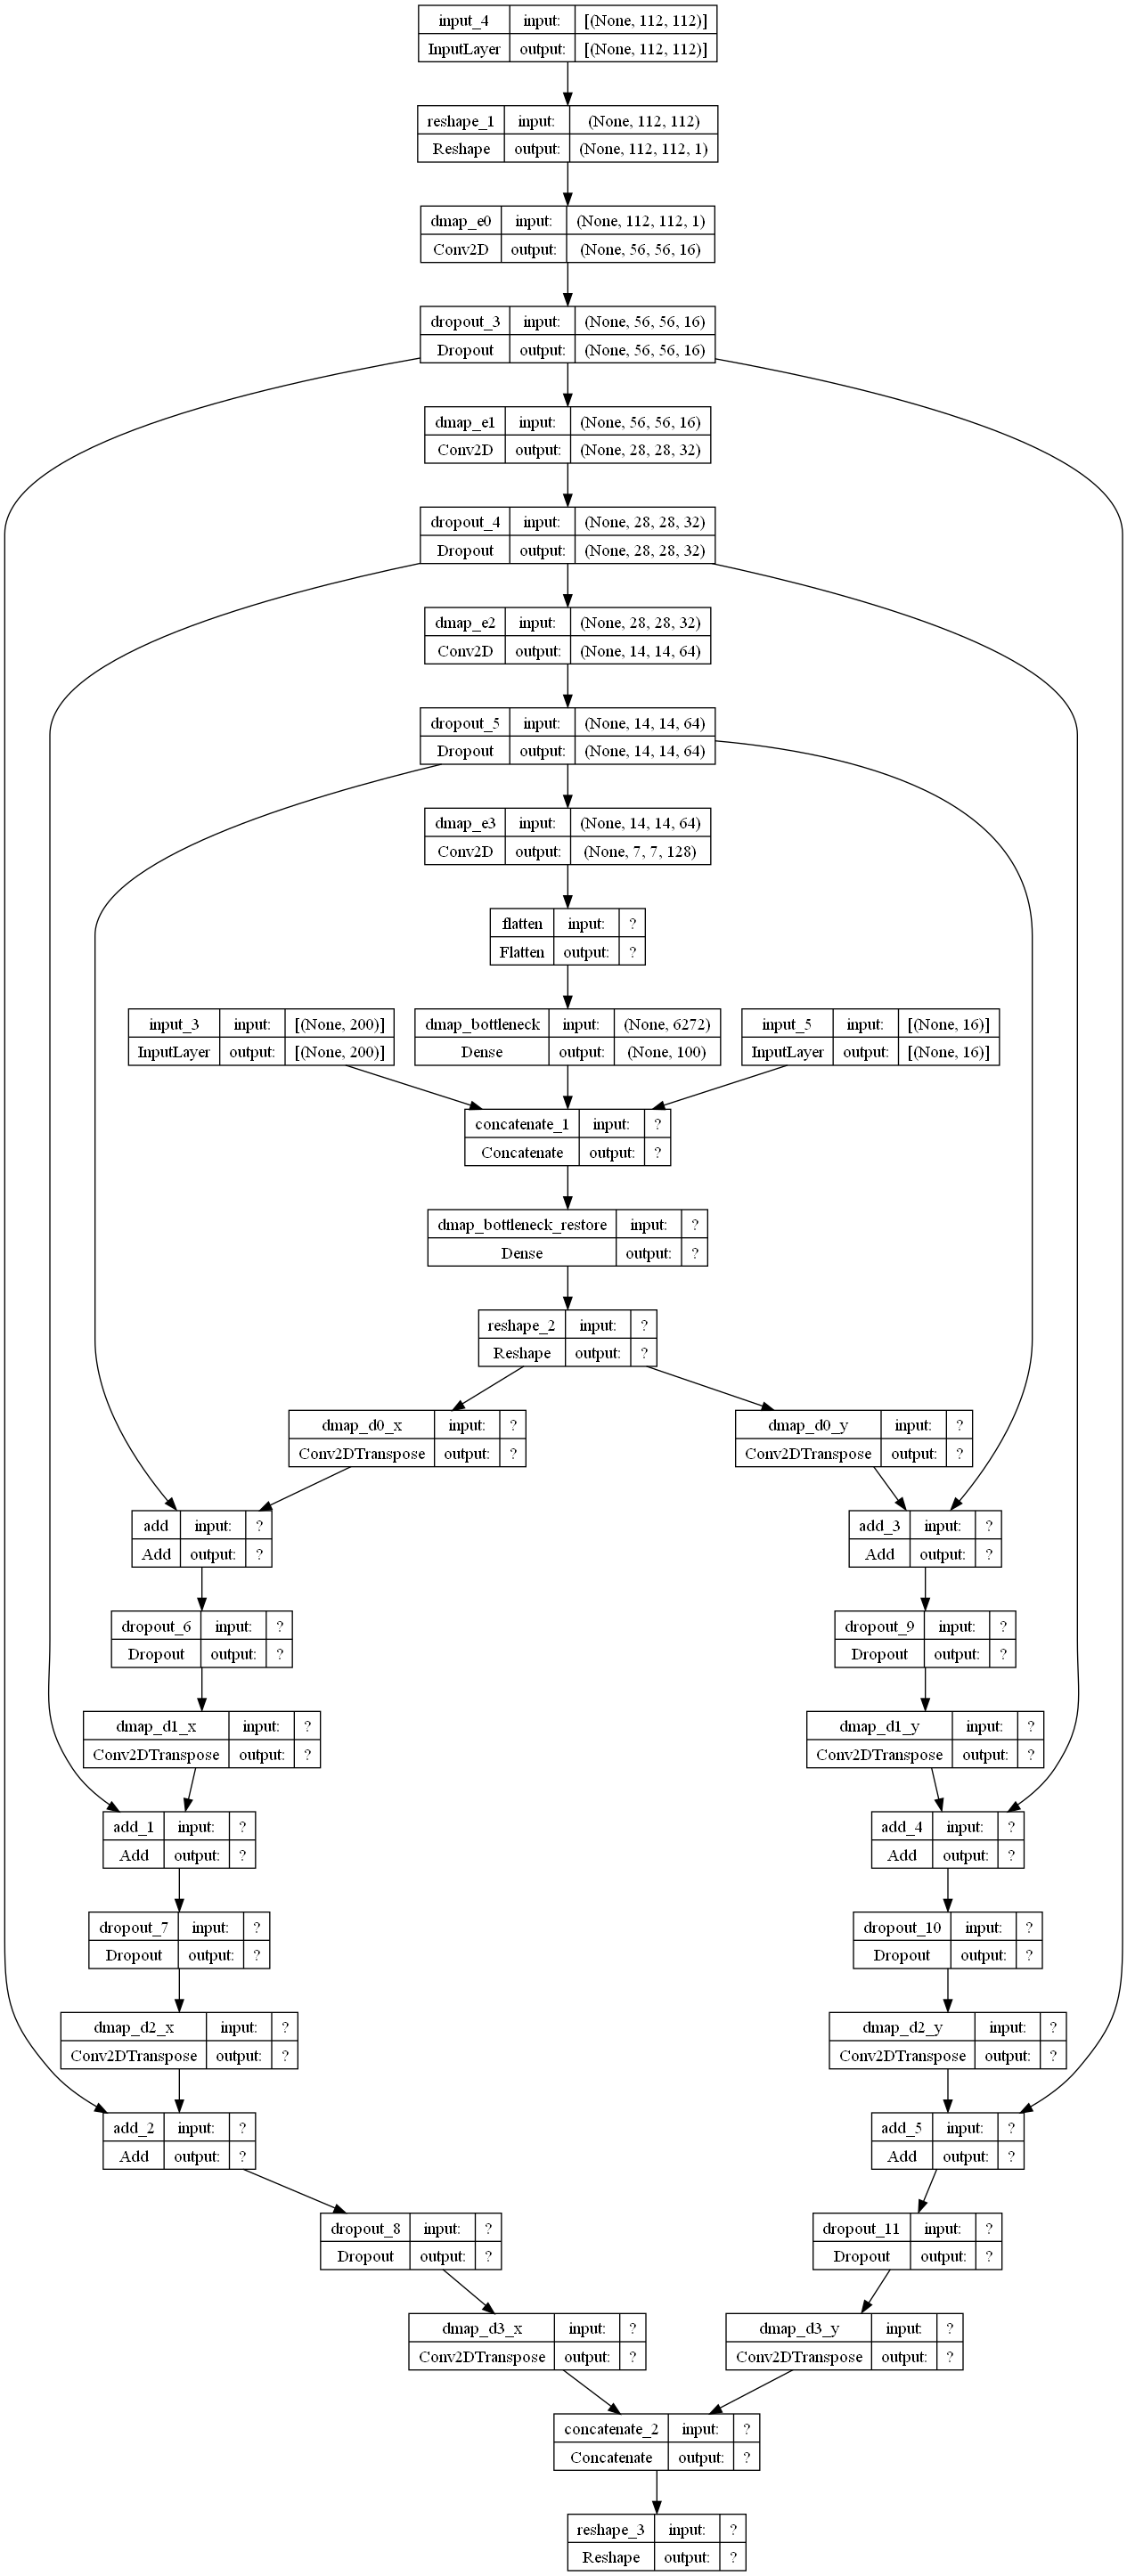 input_4 input: [(None, 112, 112)]
InputLayer output: [(None, 112, 112)]
reshape_1 input: (None, 112, 112)
Reshape output: (None, 112, 112, 1)
dmap_e0 input: (None, 112, 112, 1)
Conv2D output: (None, 56, 56, 16)
dropout_3 input: (None, 56, 56, 16)
Dropout output: (None, 56, 56, 16)
dmap_e1 input: (None, 56, 56, 16)
Conv2D output: (None, 28, 28, 32)
dropout_4 input: (None, 28, 28, 32)
Dropout output: (None, 28, 28, 32)
dmap_e2 input: (None, 28, 28, 32)
Conv2D output: (None, 14, 14, 64)
dropout_5 input: (None, 14, 14, 64)
Dropout output: (None, 14, 14, 64)
dmap_e3 input: (None, 14, 14, 64)
Conv2D output: (None, 7, 7, 128)
flatten input: ?
Flatten output: ?
input_3 input: [(None, 200)]
InputLayer output: [(None, 200)]
dmap_bottleneck input: (None, 6272)
Dense output: (None, 100)
input_5 input: [(None, 16)]
InputLayer output: [(None, 16)]
concatenate_1 input: ?
Concatenate output: ?
dmap_bottleneck_restore input: ?
Dense output: ?
reshape_2 input: ?
Reshape output: ?
dmap_d0_x input: ?
Conv2DTranspose output: ?
dmap_d0_y input: ?
Conv2DTranspose output: ?
add input: ?
Add output: ?
add_3 input: ?
Add output: ?
dropout_6 input: ?
Dropout output: ?
dropout_9 input: ?
Dropout output: ?
dmap_d1_x input: ?
Conv2DTranspose output: ?
dmap_d1_y input: ?
Conv2DTranspose output: ?
add_1 input: ?
Add output: ?
add_4 input: ?
Add output: ?
dropout_7 input: ?
Dropout output: ?
dropout_10 input: ?
Dropout output: ?
dmap_d2_x input: ?
Conv2DTranspose output: ?
dmap_d2_y input: ?
Conv2DTranspose output: ?
add_2 input: ?
Add output: ?
add_5 input: ?
Add output: ?
dropout_8 input: ?
Dropout output: ?
dropout_11 input: ?
Dropout output: ?
dmap_d3_x input: ?
Conv2DTranspose output: ?
dmap_d3_y input: ?
Conv2DTranspose output: ?
concatenate_2 input: ?
Concatenate output: ?
reshape_3 input: ?
Reshape output: ?